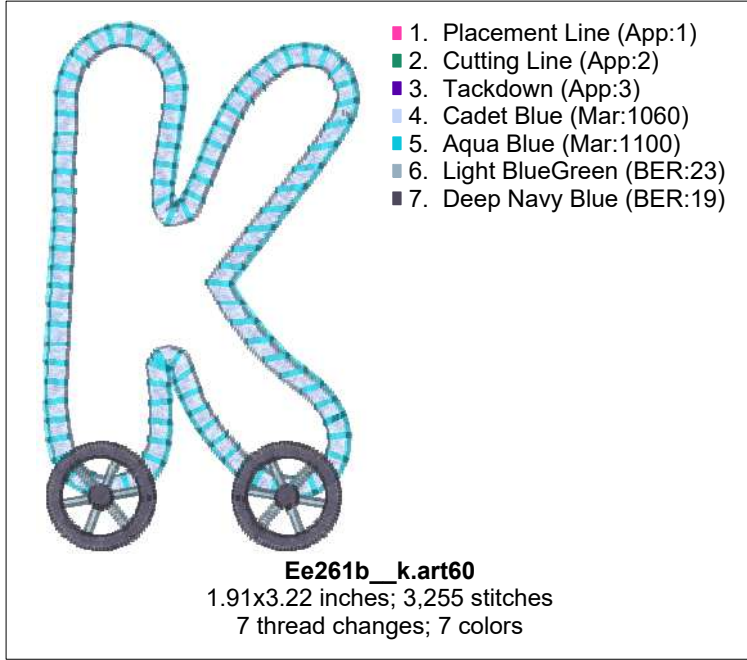 1. Placement Line (App:1)
2. Cutting Line (App:2)
3. Tackdown (App:3)
4. Cadet Blue (Mar:1060)
5. Aqua Blue (Mar:1100)
6. Light BlueGreen (BER:23)
7. Deep Navy Blue (BER:19)
Ee261b__k.art60
1.91x3.22 inches; 3,255 stitches
7 thread changes; 7 colors